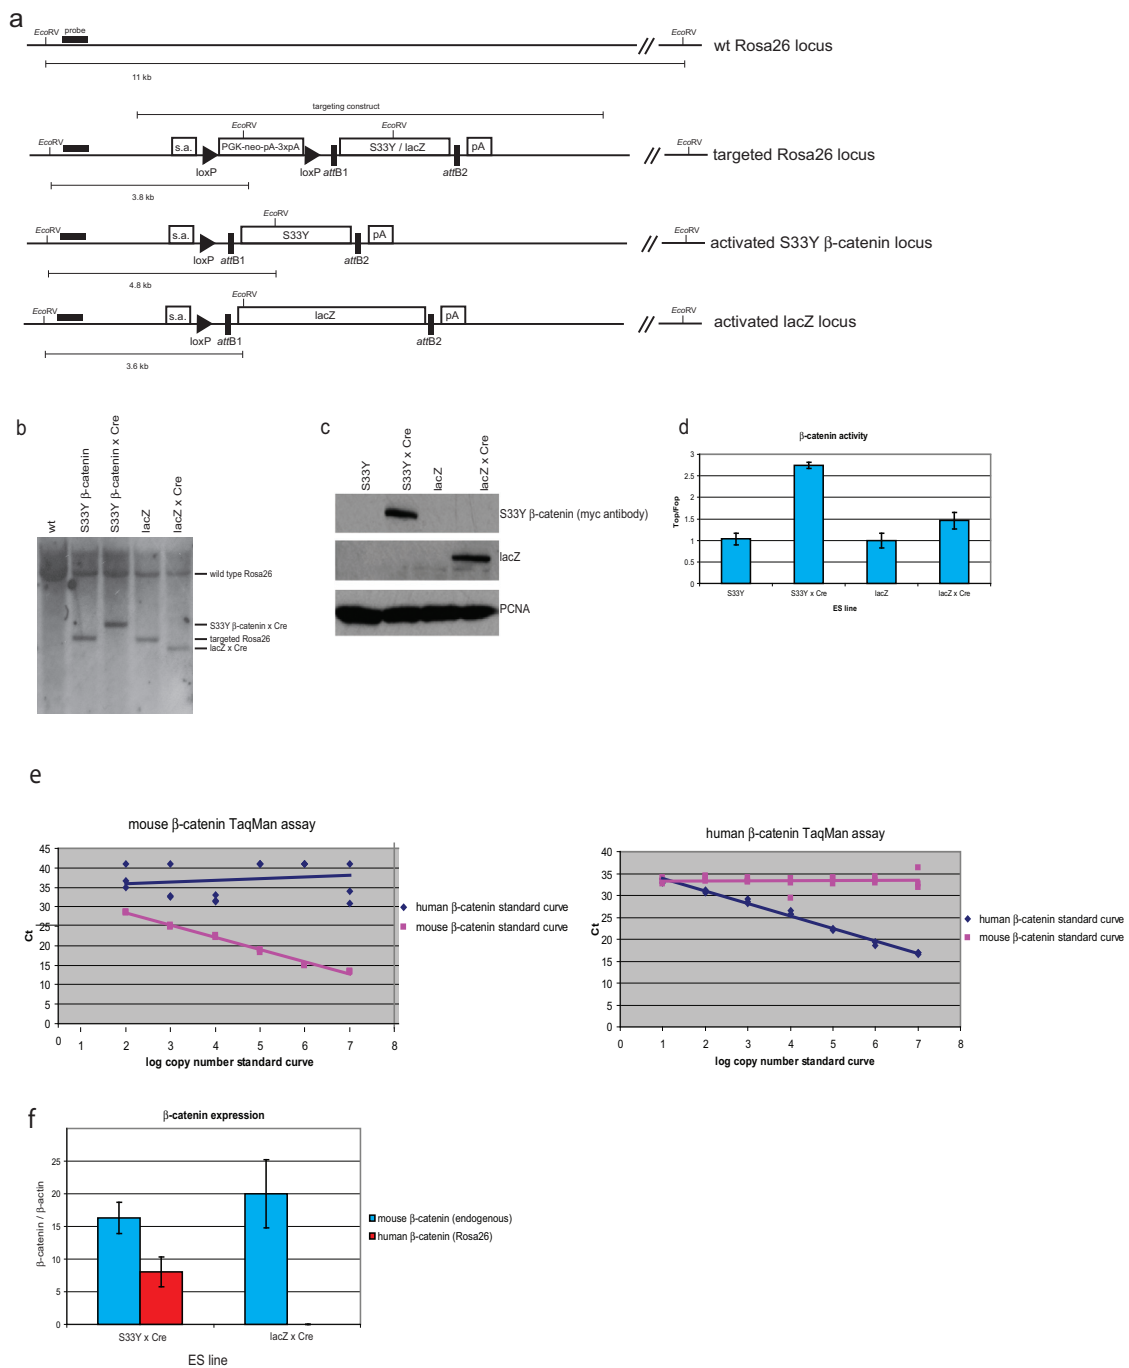 a
EcoRV
probe
EcoRV
wt Rosa26 locus
11 kb
targeting construct
EcoRV
EcoRV
EcoRV
EcoRV
s.a.
PGK-neo-pA-3xpA
S33Y / lacZ
pA
targeted Rosa26 locus
loxP
loxP
attB1
attB2
3.8 kb
EcoRV
EcoRV
EcoRV
s.a.
S33Y
pA
activated S33Y β-catenin locus
loxP
attB1
attB2
4.8 kb
EcoRV
EcoRV
EcoRV
s.a.
lacZ
pA
activated lacZ locus
loxP
attB1
attB2
3.6 kb
b
wt
S33Y β-catenin
S33Y β-catenin x Cre
lacZ
lacZ x Cre
wild type Rosa26
S33Y β-catenin x Cre
targeted Rosa26
lacZ x Cre
c
S33Y
S33Y x Cre
lacZ
lacZ x Cre
S33Y β-catenin (myc antibody)
lacZ
PCNA
d
β-catenin activity
3
2.5
2
1.5
1
0.5
0
Top/Fop
S33Y
S33Y x Cre
lacZ
lacZ x Cre
ES line
e
mouse β-catenin TaqMan assay
45
40
35
30
25
20
15
10
5
0
Ct
0 1 2 3 4 5 6 7 8
log copy number standard curve
human β-catenin standard curve
mouse β-catenin standard curve
human β-catenin TaqMan assay
40
35
30
25
20
15
10
5
0
Ct
0 1 2 3 4 5 6 7 8
log copy number standard curve
human β-catenin standard curve
mouse β-catenin standard curve
f
β-catenin expression
25
20
15
10
5
0
β-catenin / β-actin
S33Y x Cre
lacZ x Cre
ES line
mouse β-catenin (endogenous)
human β-catenin (Rosa26)